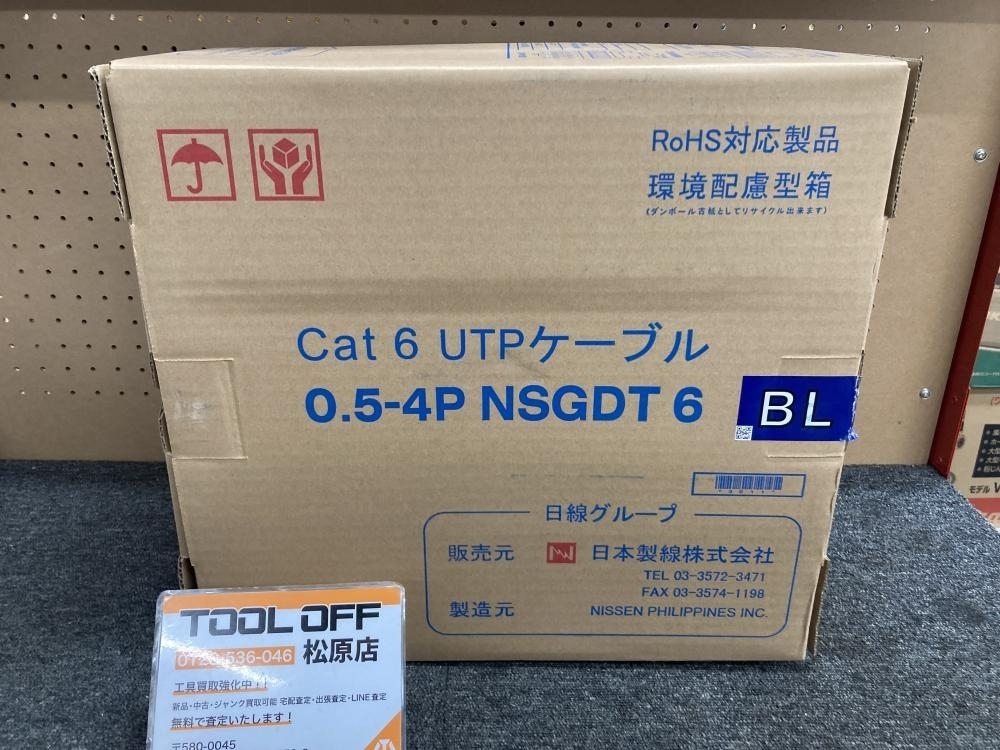 RoHS対応製品
環境配慮型箱
(ダンボール古紙としてリサイクル出来ます)
Cat 6 UTPケーブル
0.5-4P NSGDT 6
BL
日線グループ
販売元 日本製線株式会社
TEL 03-3572-3471
FAX 03-3574-1198
製造元 NISSEN PHILIPPINES INC.
TOOL OFF
松原店
0120-536-046
工具買取強化中!!
新品・中古・ジャンク買取可能 宅配査定・出張査定・LINE査定
無料で査定いたします!
〒580-0045
モデル